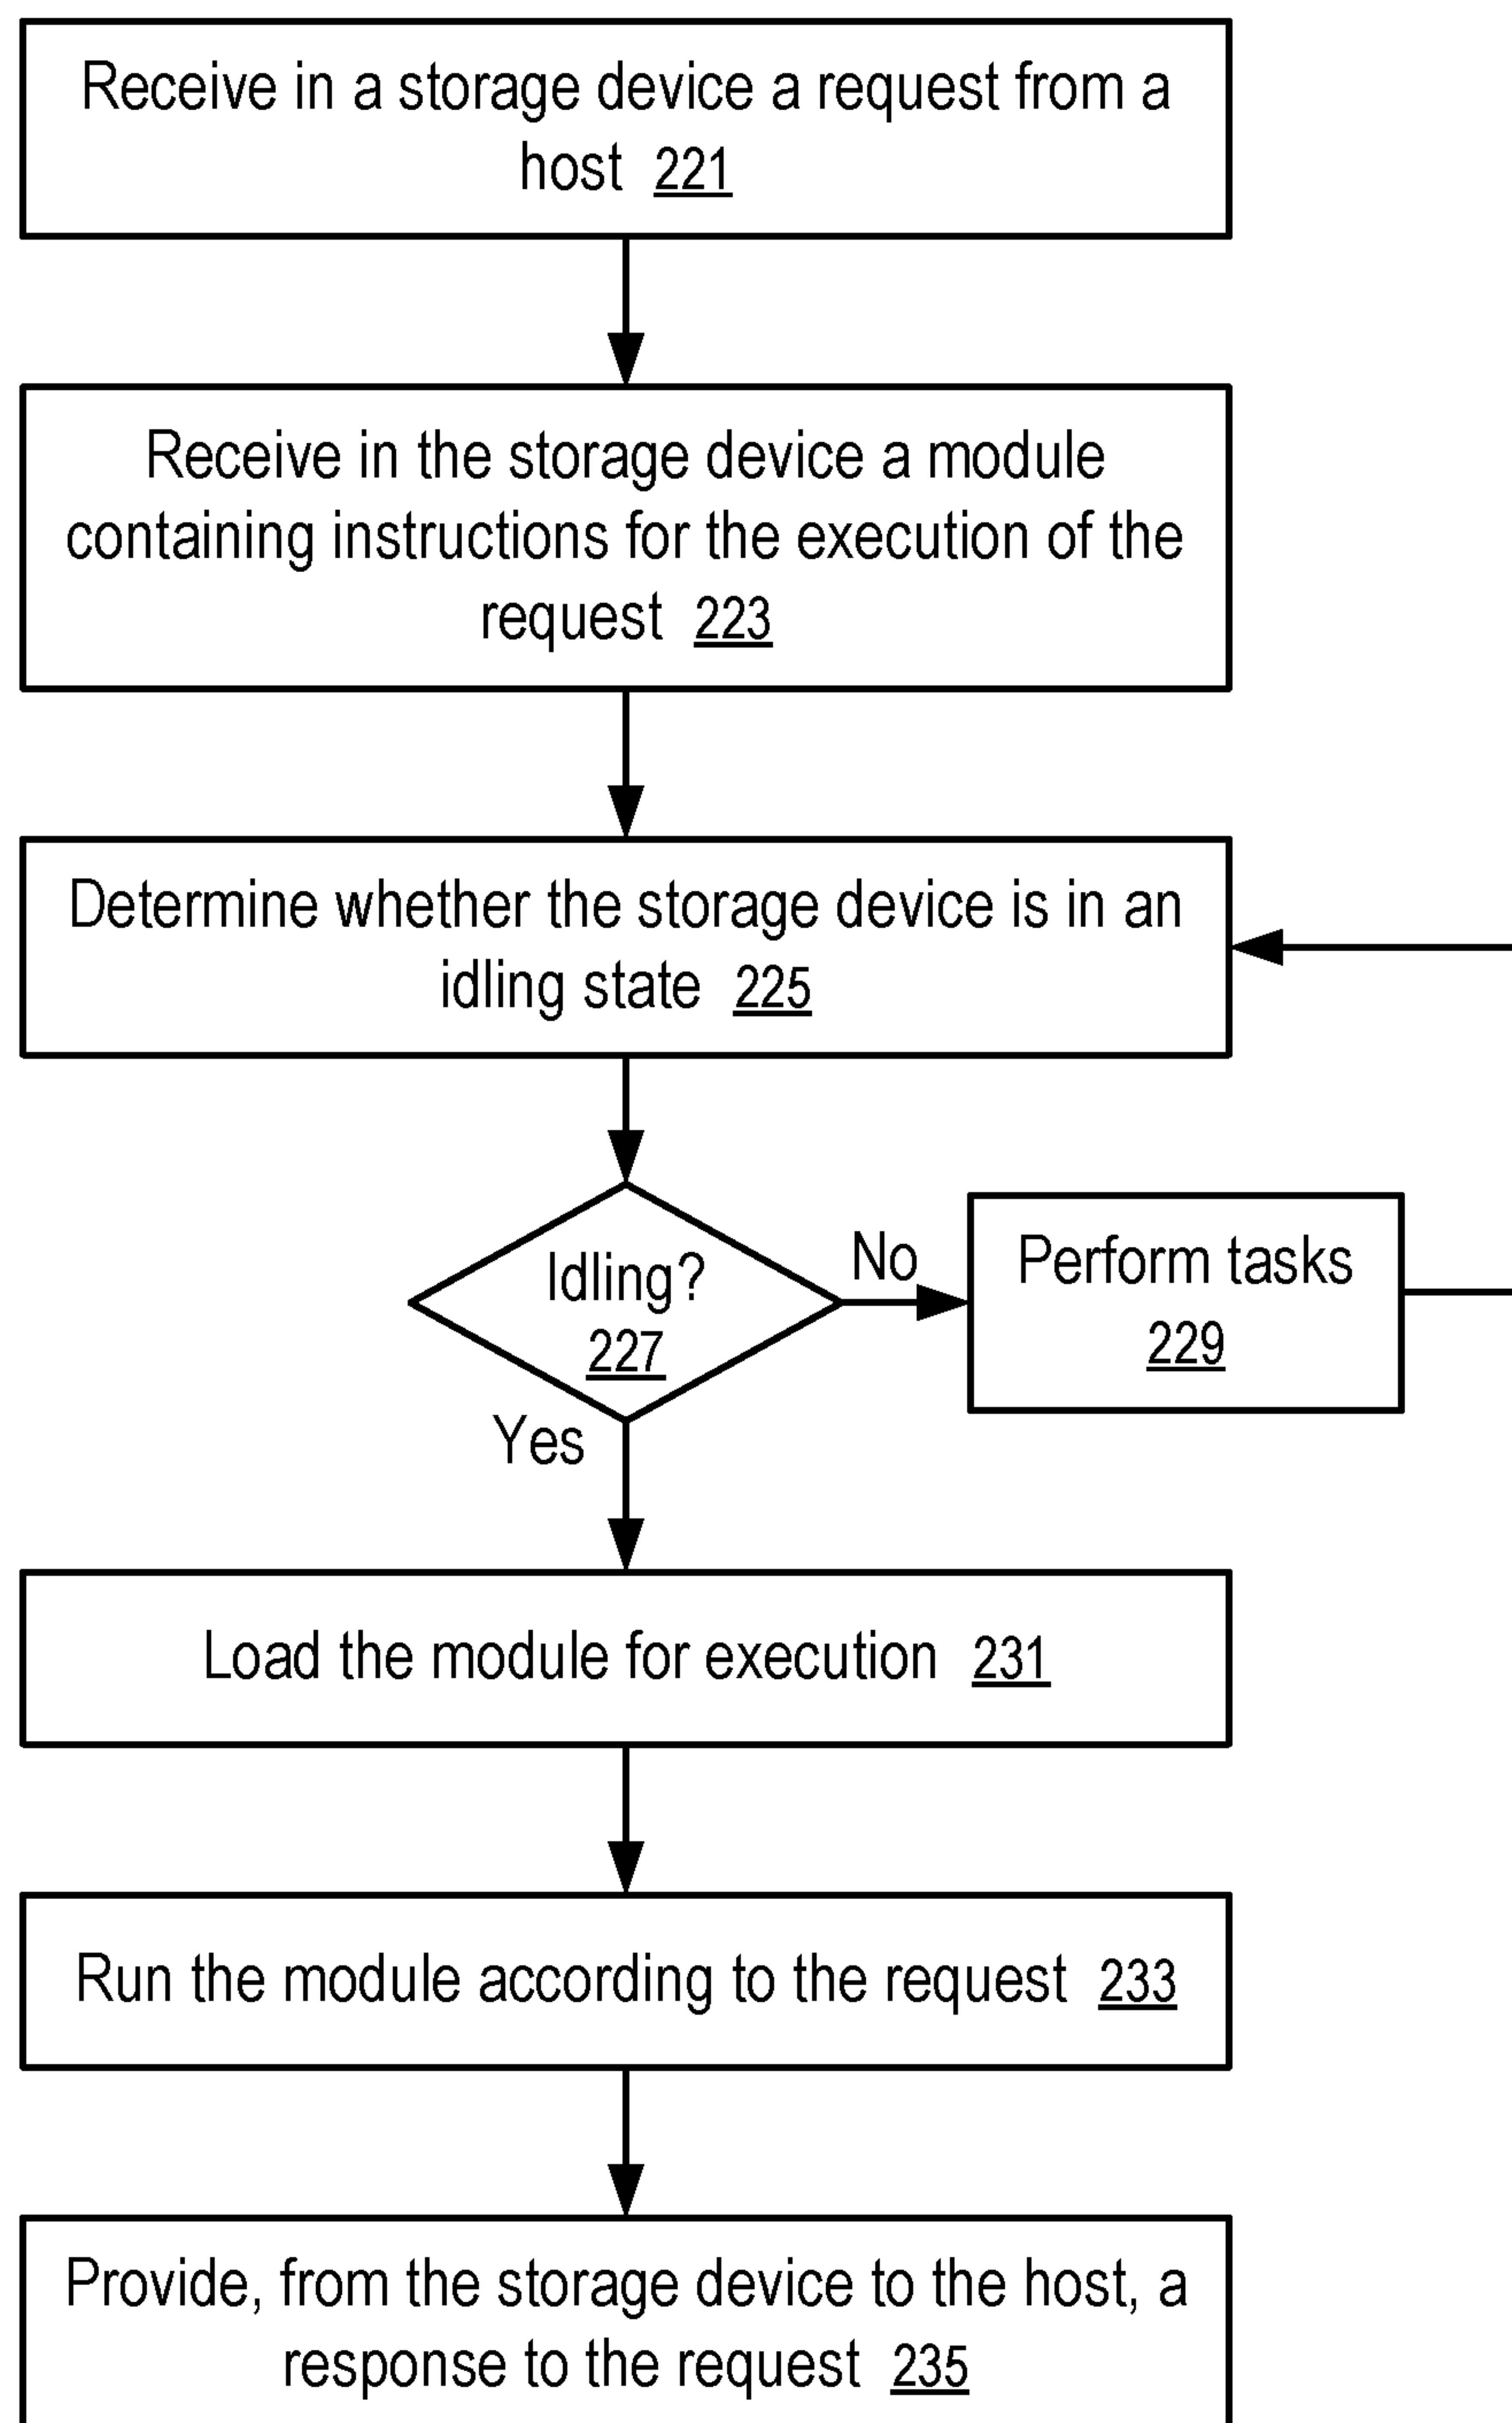 Receive in a storage device a request from a
host 221
Receive in the storage device a module
containing instructions for the execution of the
request 223
Determine whether the storage device is in an
idling state 225
Idling?
227
No
Perform tasks
229
Yes
Load the module for execution 231
Run the module according to the request 233
Provide, from the storage device to the host, a
response to the request 235